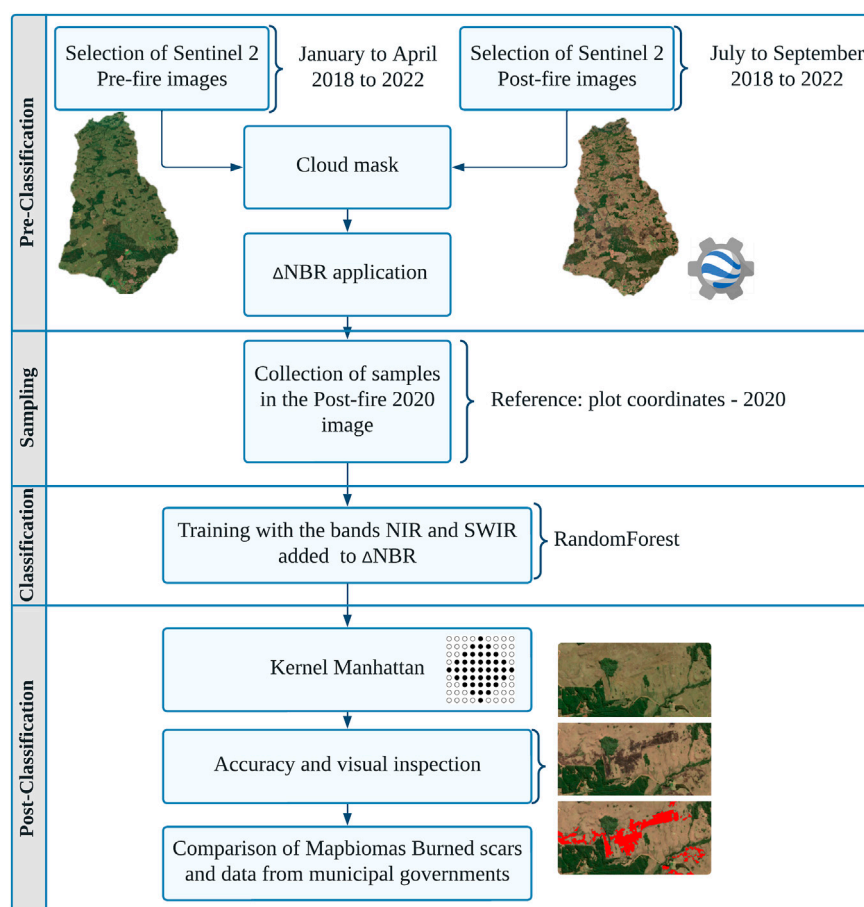 Pre-Classification
Selection of Sentinel 2
Pre-fire images
January to April
2018 to 2022
Selection of Sentinel 2
Post-fire images
July to September
2018 to 2022
Cloud mask
ΔNBR application
Sampling
Collection of samples
in the Post-fire 2020
image
Reference: plot coordinates - 2020
Classification
Training with the bands NIR and SWIR
added to ΔNBR
RandomForest
Post-Classification
Kernel Manhattan
Accuracy and visual inspection
Comparison of Mapbiomas Burned scars
and data from municipal governments